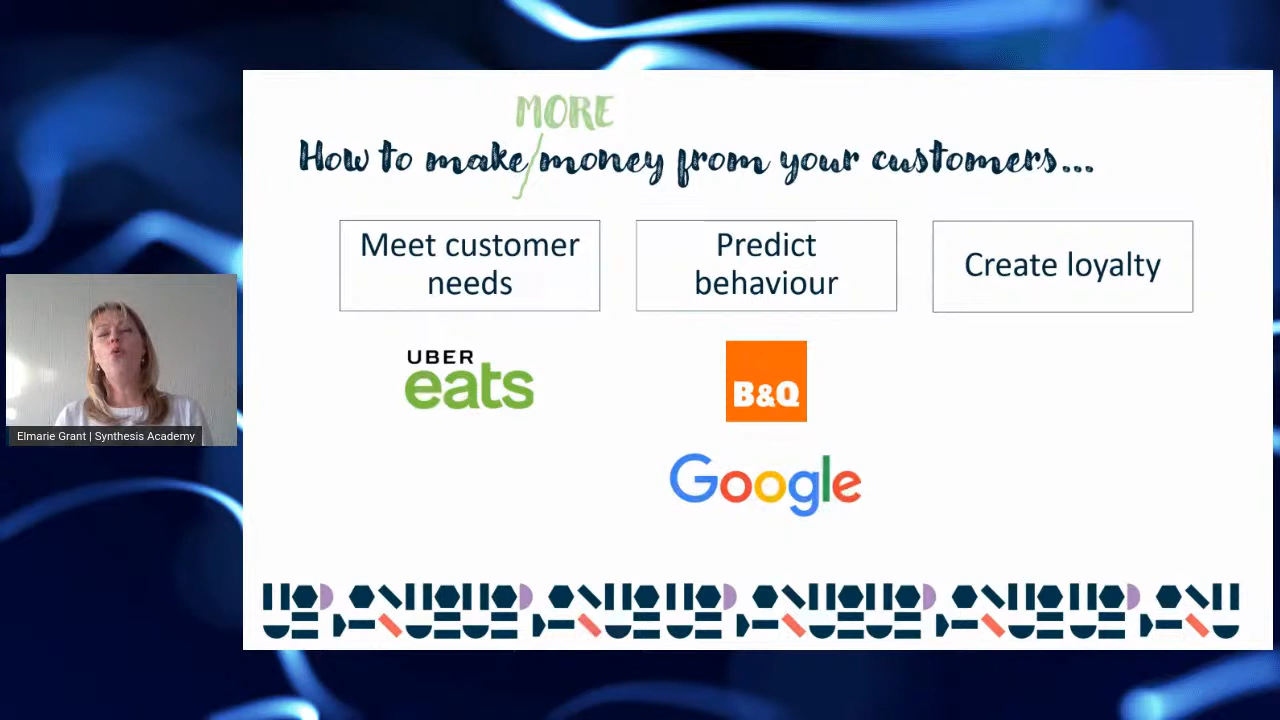 MORE
How to make money from your customers...
Meet customer
needs
Predict
behaviour
Create loyalty
UBER
eats
B&Q
Google
Elmarie Grant | Synthesis Academy